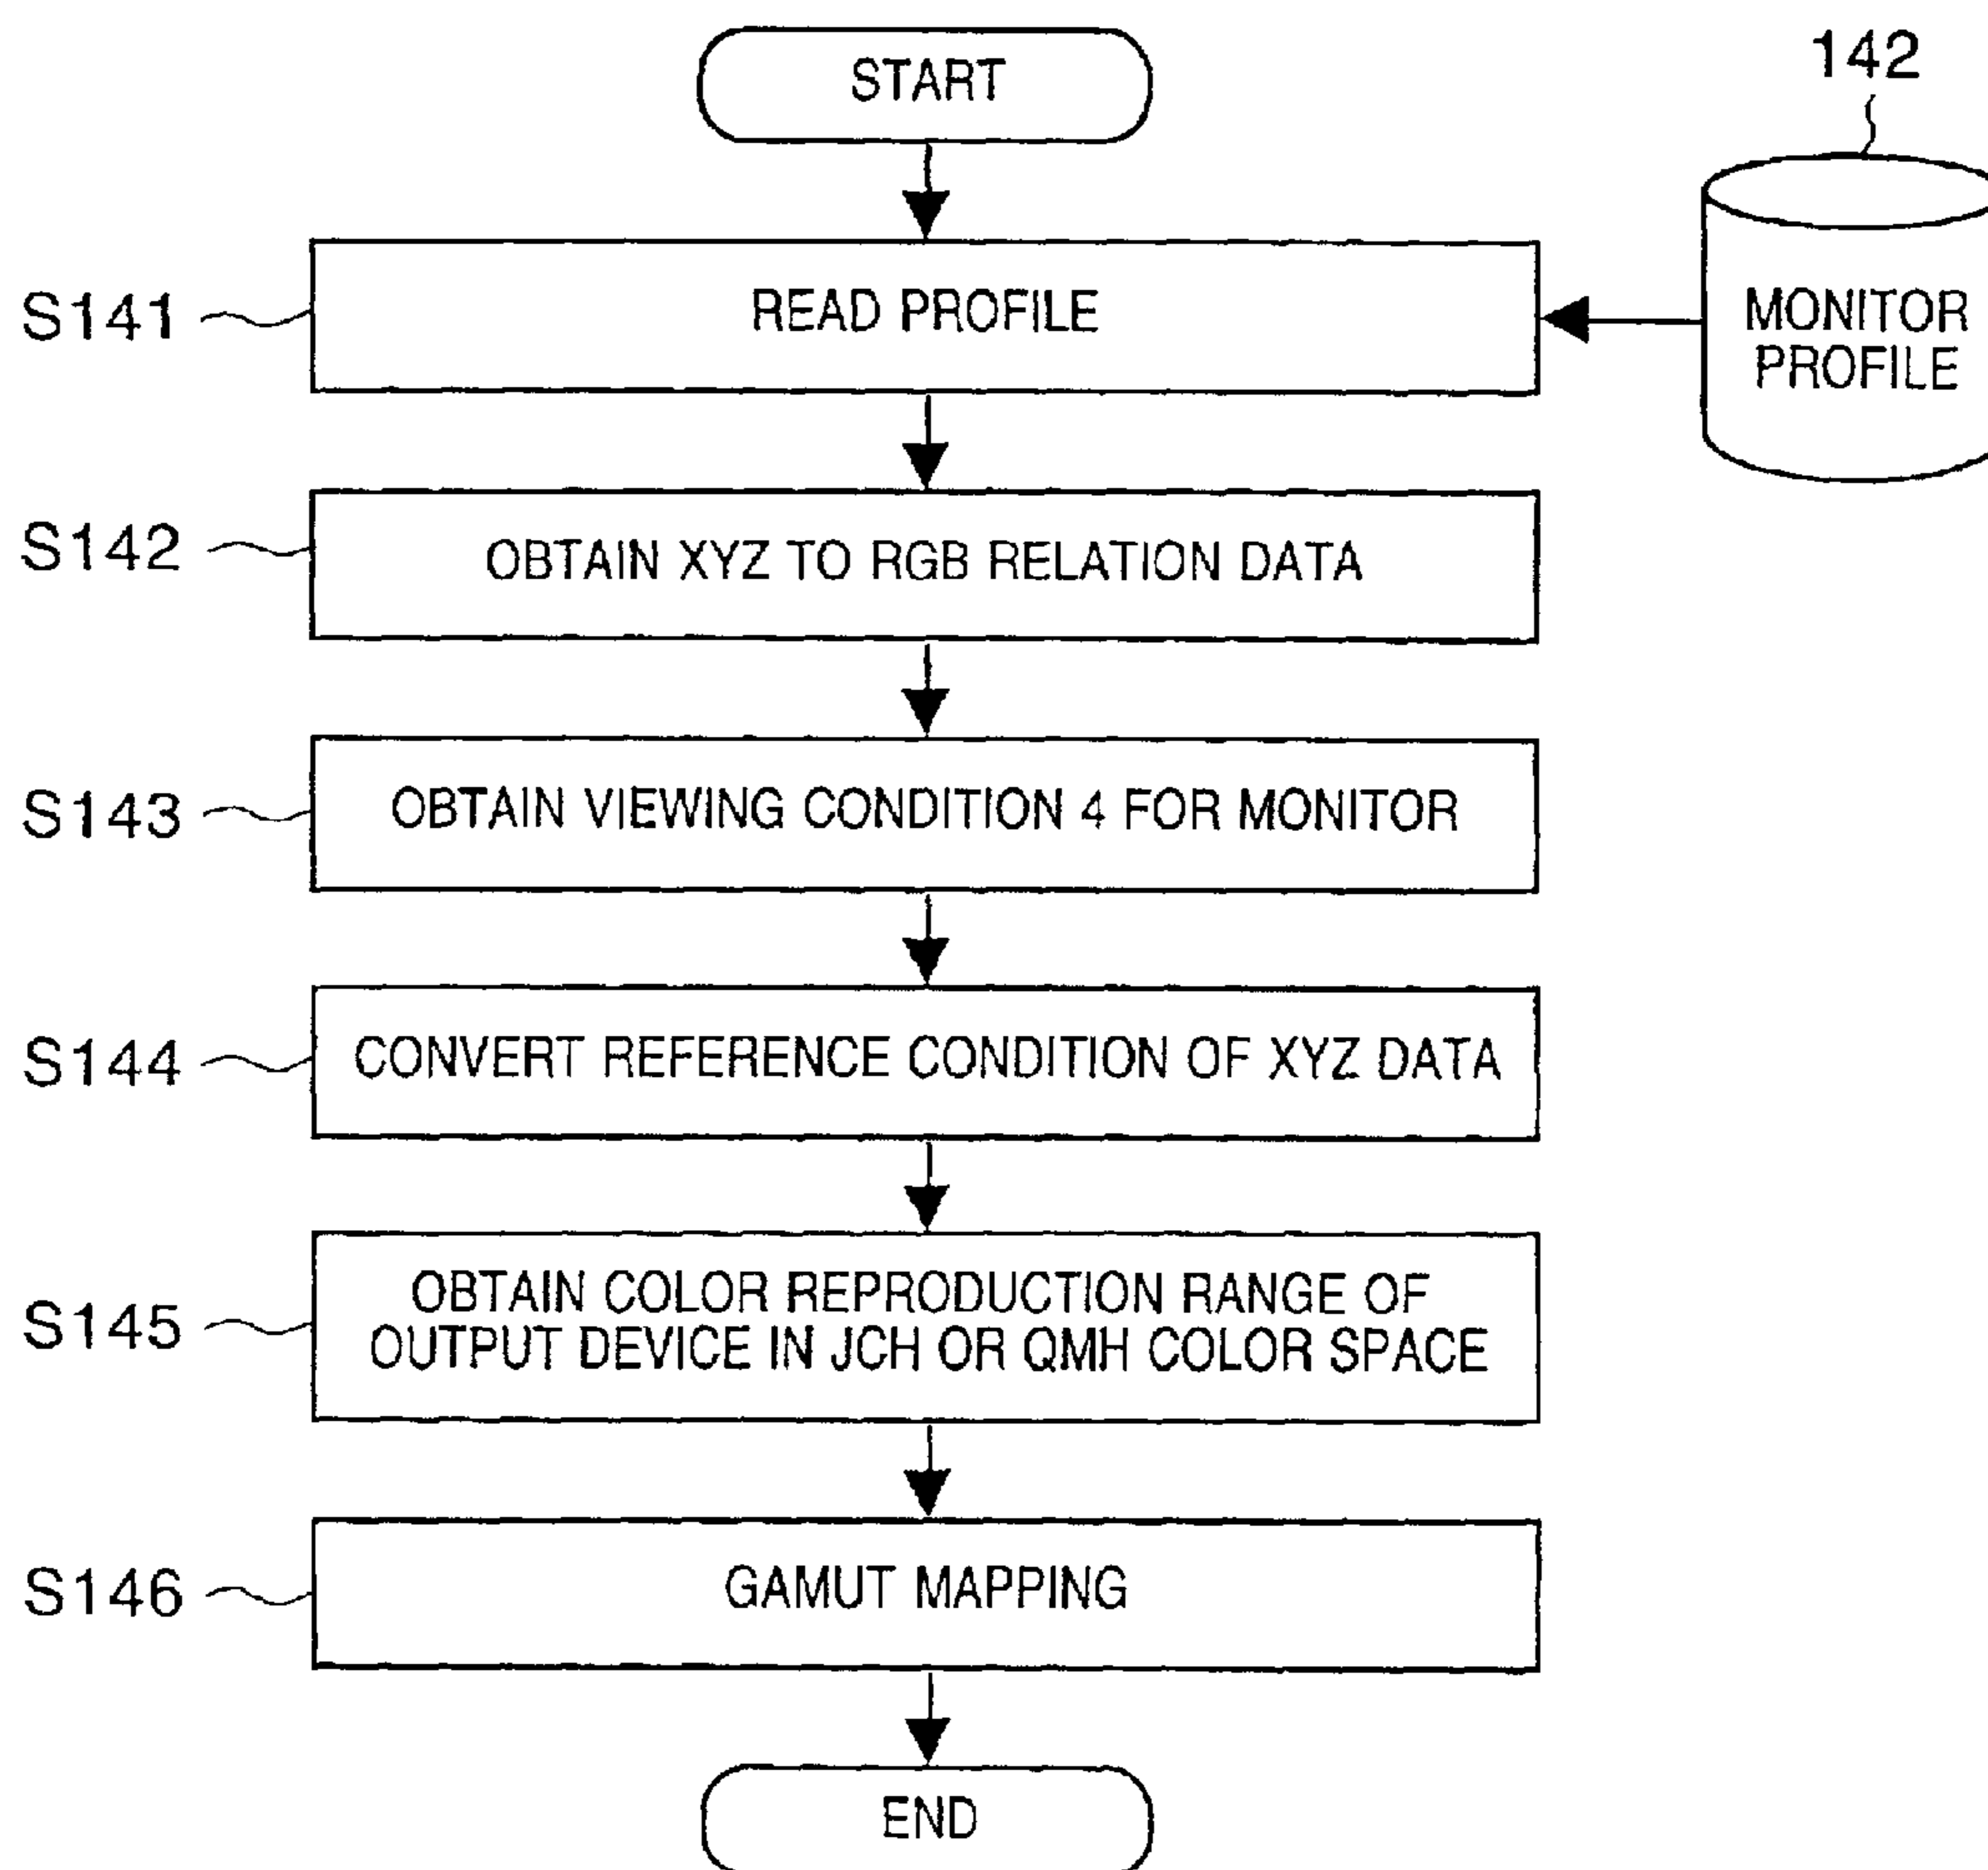 START
142
S141
READ PROFILE
MONITOR
PROFILE
S142
OBTAIN XYZ TO RGB RELATION DATA
S143
OBTAIN VIEWING CONDITION 4 FOR MONITOR
S144
CONVERT REFERENCE CONDITION OF XYZ DATA
S145
OBTAIN COLOR REPRODUCTION RANGE OF
OUTPUT DEVICE IN JCH OR QMH COLOR SPACE
S146
GAMUT MAPPING
END